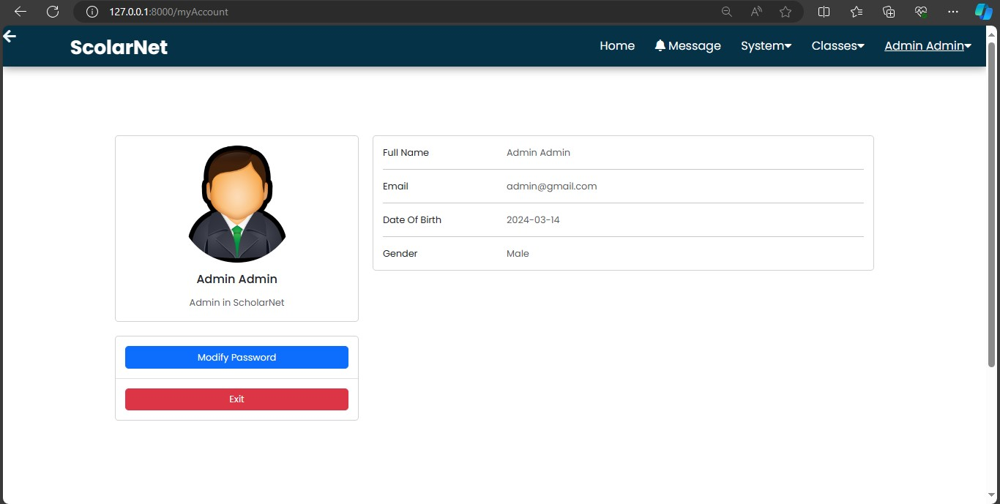 127.0.0.1:8000/myAccount
ScolarNet
Home Message System Classes Admin Admin
Admin Admin
Admin in ScholarNet
Modify Password
Exit
Full Name Admin Admin
Email admin@gmail.com
Date Of Birth 2024-03-14
Gender Male